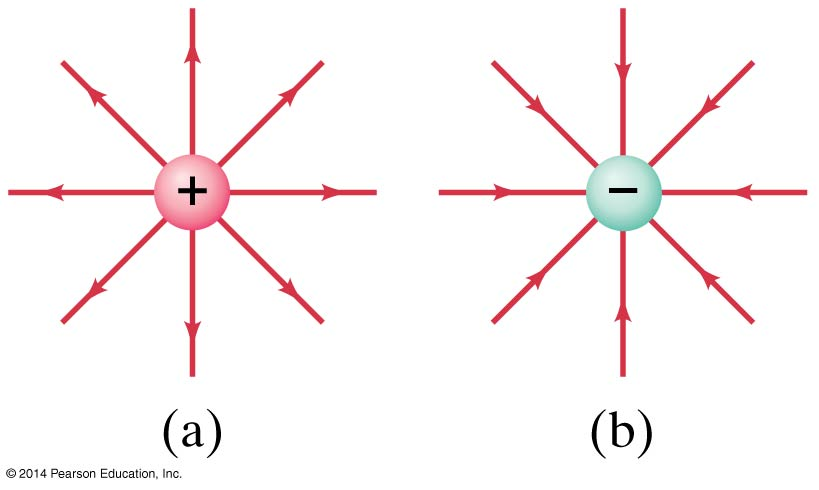 +
−
(a)
(b)
© 2014 Pearson Education, Inc.